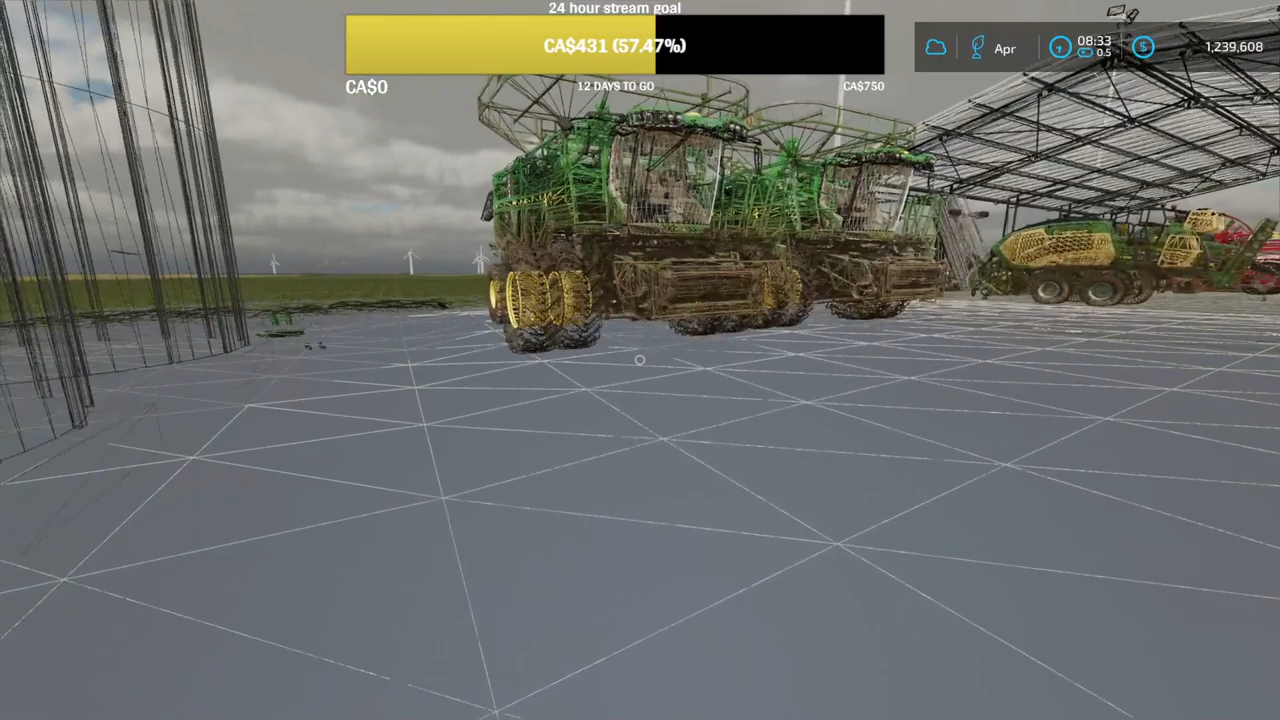 24 hour stream goal
CA$431 (57.47%)
CA$0
12 DAYS TO GO
CA$750
Apr
08:33
0.5
1,239,608